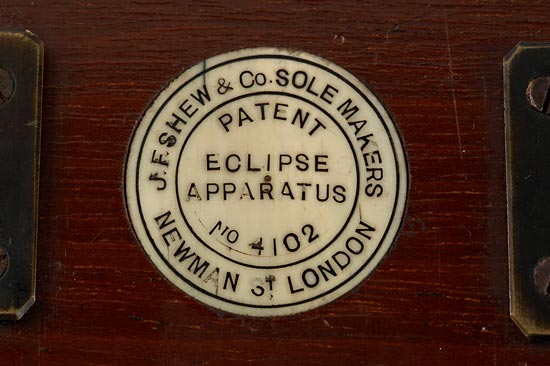 J.F.SHEW & Co. SOLE MAKERS
PATENT
ECLIPSE
APPARATUS
No 4102
NEWMAN ST LONDON